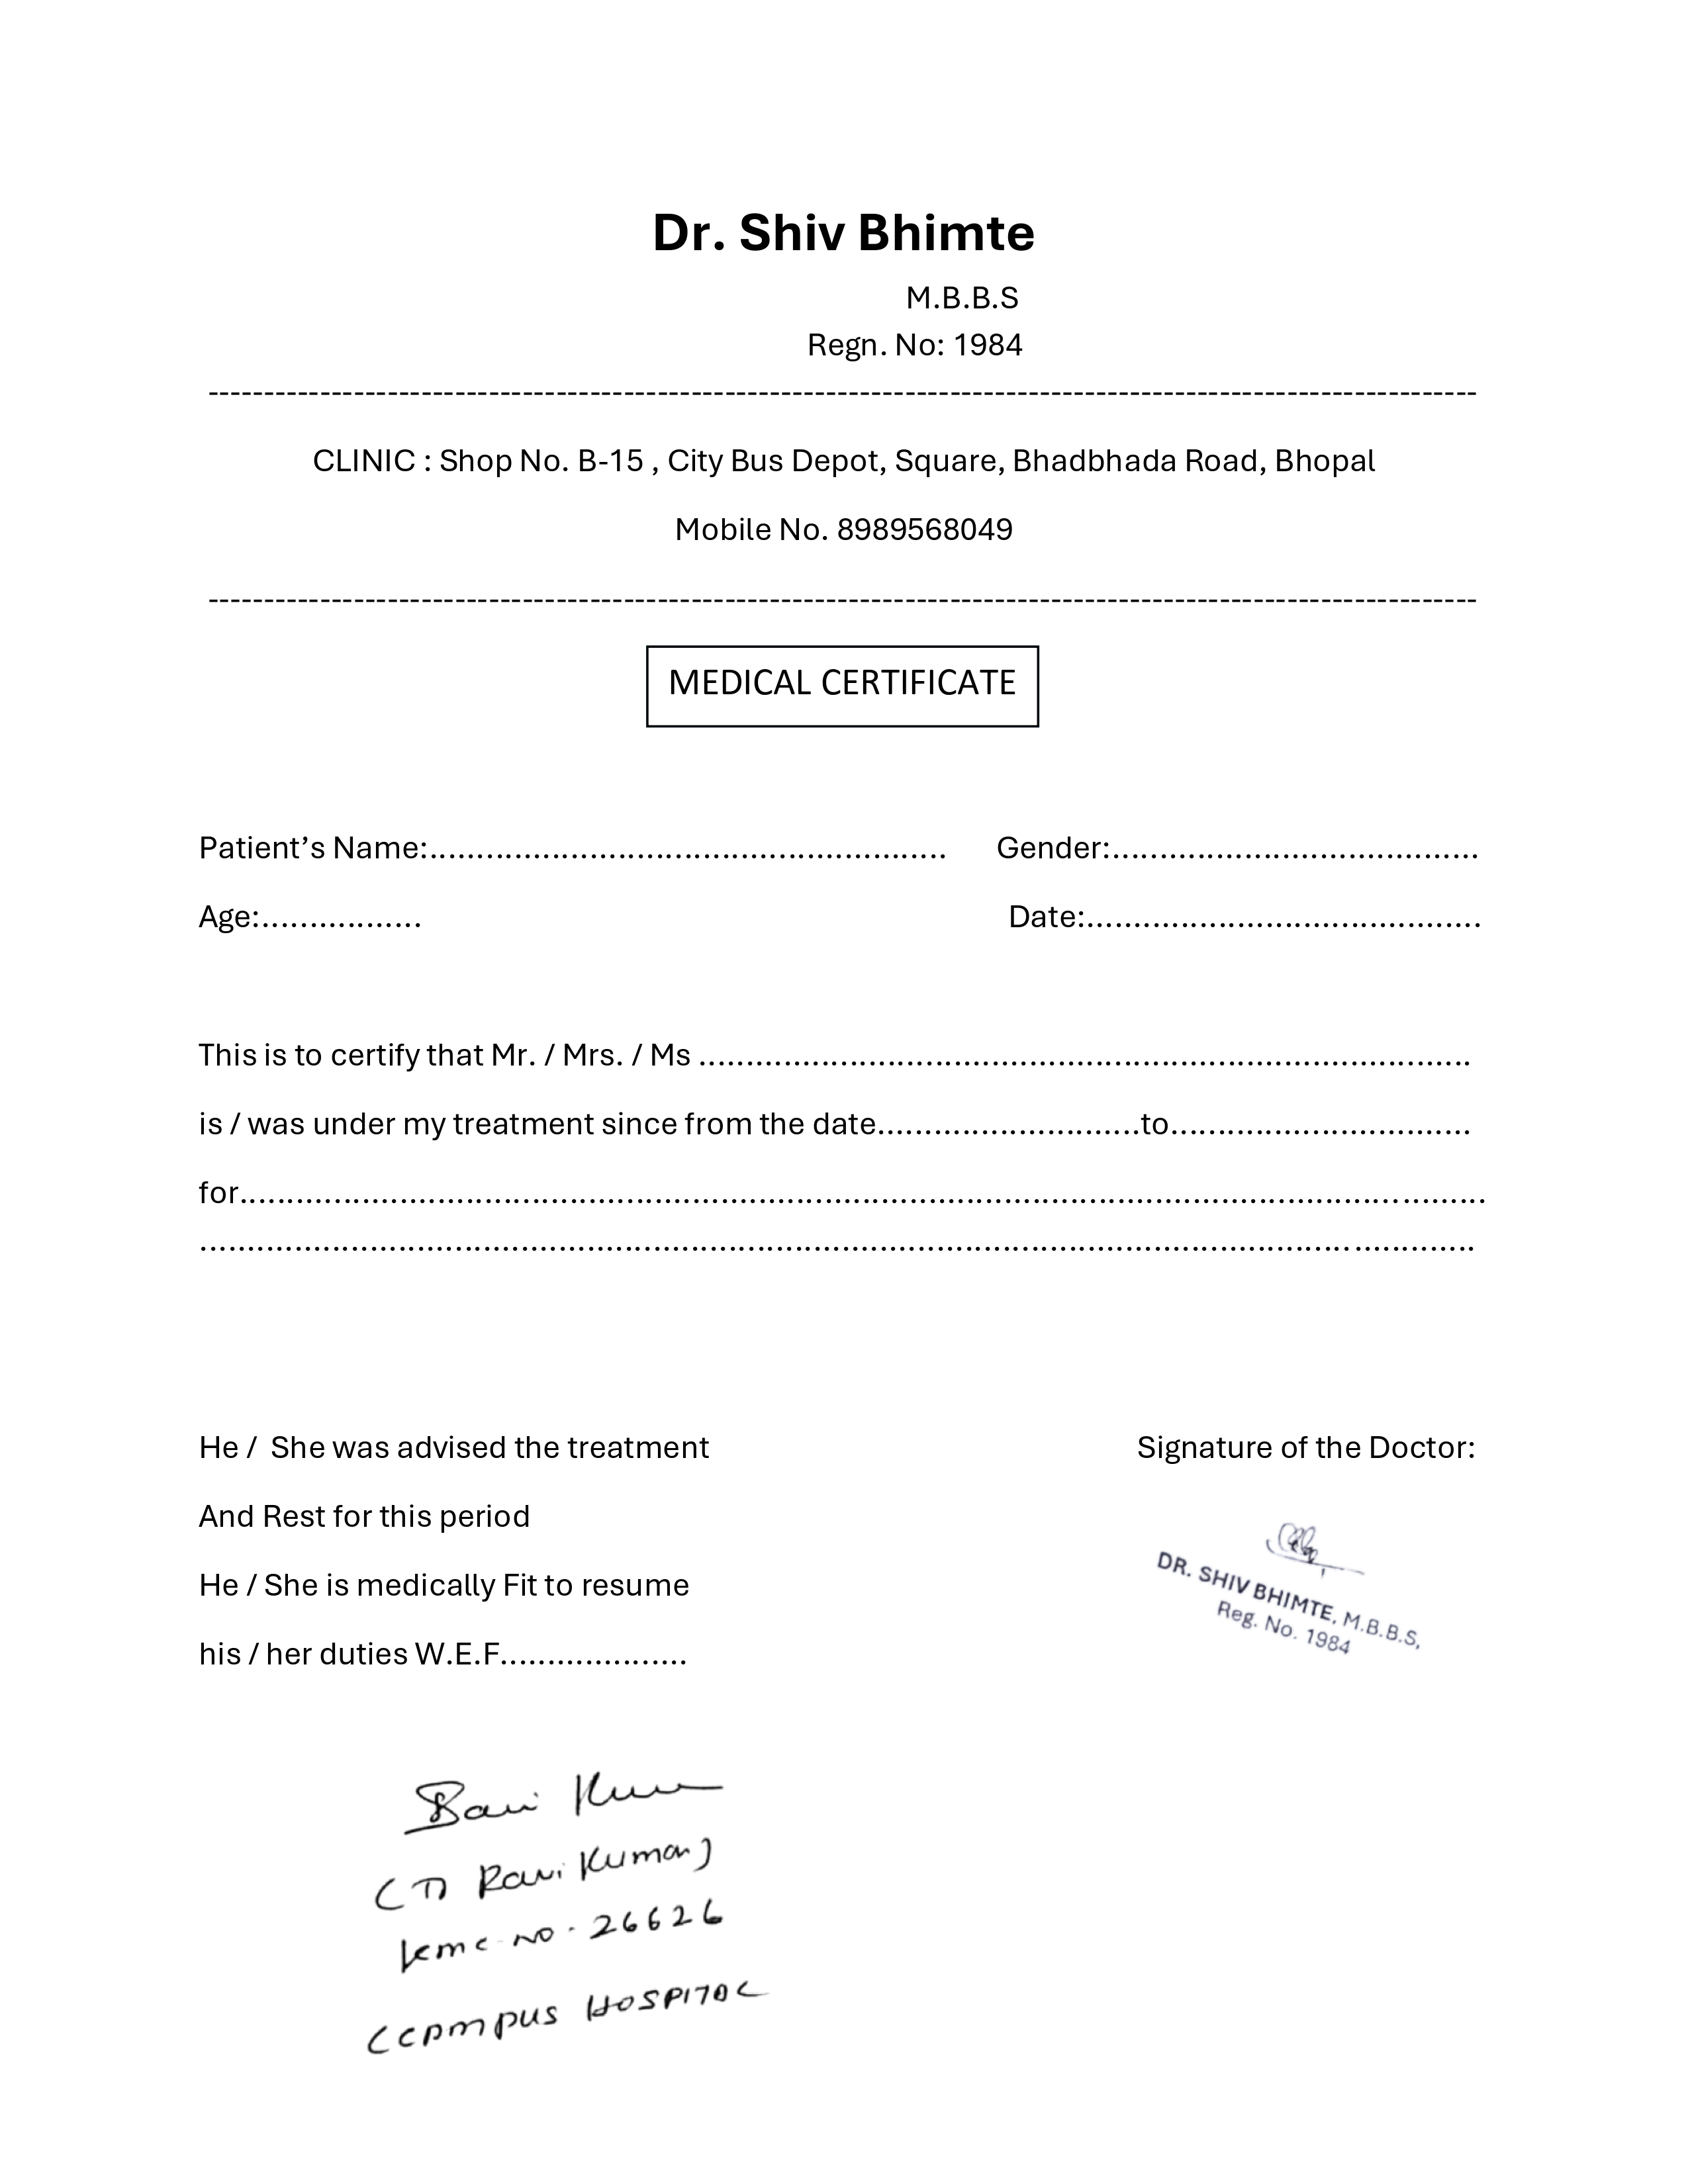 Dr. Shiv Bhimte
M.B.B.S
Regn. No: 1984
CLINIC : Shop No. B-15 , City Bus Depot, Square, Bhadbhada Road, Bhopal
Mobile No. 8989568049
MEDICAL CERTIFICATE
Patient’s Name:....................................................... Gender:.......................................
Age:................. Date:..........................................
This is to certify that Mr. / Mrs. / Ms ..................................................................................
is / was under my treatment since from the date............................to................................
for....................................................................................................................................
.......................................................................................................................................
He / She was advised the treatment
Signature of the Doctor:
And Rest for this period
He / She is medically Fit to resume
his / her duties W.E.F....................
DR. SHIV BHIMTE, M.B.B.S,
Reg. No. 1984
Ravi Kumar)
kmc no. 26626
HOSPITAL